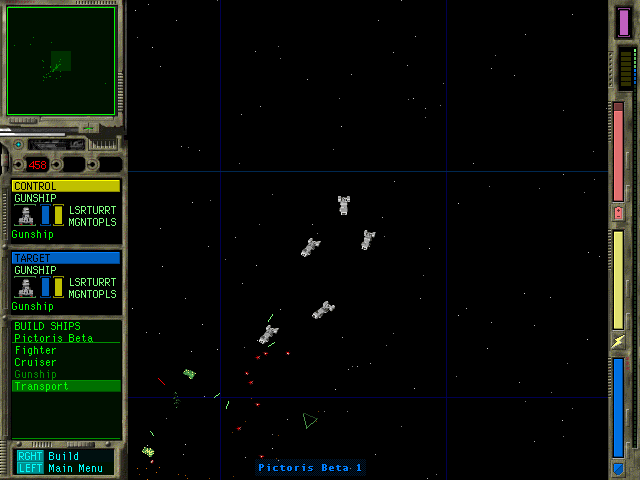 458
CONTROL
GUNSHIP
LSRTURRT
MGNTOPLS
Gunship
TARGET
GUNSHIP
LSRTURRT
MGNTOPLS
Gunship
BUILD SHIPS
Pictoris Beta
Fighter
Cruiser
Gunship
Transport
RGHT Build
LEFT Main Menu
Pictoris Beta 1